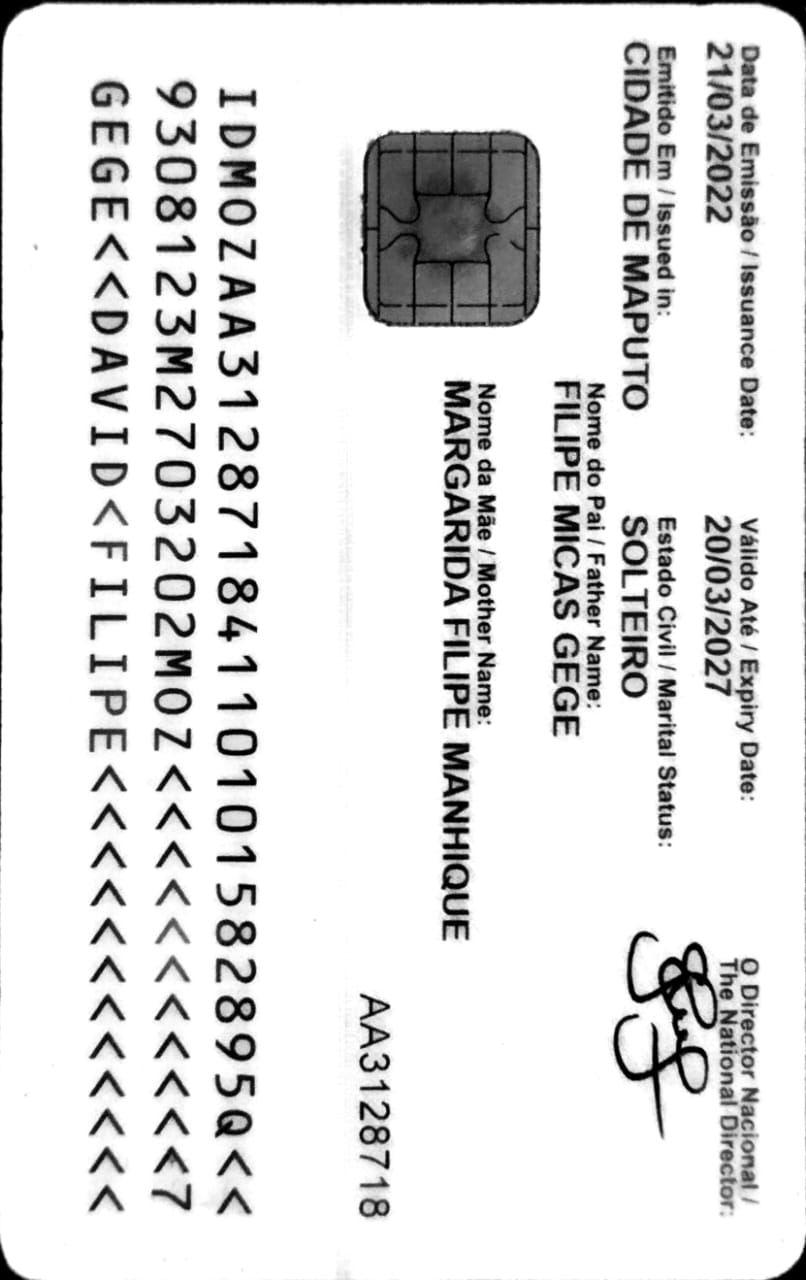 Data de Emissão / Issuance Date:
21/03/2022
Válido Até / Expiry Date:
20/03/2027
O Director Nacional /
The National Director:
Emitido Em / Issued in:
CIDADE DE MAPUTO
Estado Civil / Marital Status:
SOLTEIRO
Nome do Pai / Father Name:
FILIPE MICAS GEGE
Nome da Mãe / Mother Name:
MARGARIDA FILIPE MANHIQUE
AA3128718
IDMOZAA31287184110101582895Q<<
9308123M2703202MOZ<<<<<<<<<<<7
GEGE<<DAVID<FILIPE<<<<<<<<<<<<